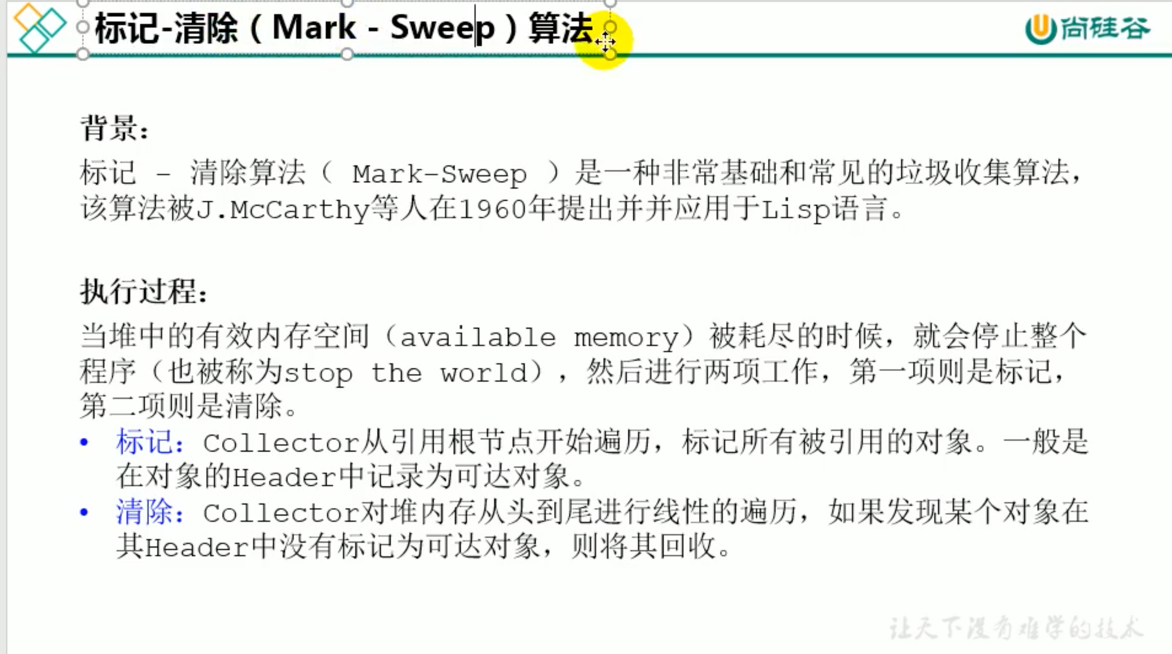 标记-清除（Mark - Sweep）算法
尚硅谷
背景：
标记 – 清除算法（ Mark-Sweep ）是一种非常基础和常见的垃圾收集算法，
该算法被J.McCarthy等人在1960年提出并并应用于Lisp语言。
执行过程：
当堆中的有效内存空间（available memory）被耗尽的时候，就会停止整个
程序（也被称为stop the world），然后进行两项工作，第一项则是标记，
第二项则是清除。
• 标记：Collector从引用根节点开始遍历，标记所有被引用的对象。一般是
在对象的Header中记录为可达对象。
• 清除：Collector对堆内存从头到尾进行线性的遍历，如果发现某个对象在
其Header中没有标记为可达对象，则将其回收。
让天下没有难学的技术